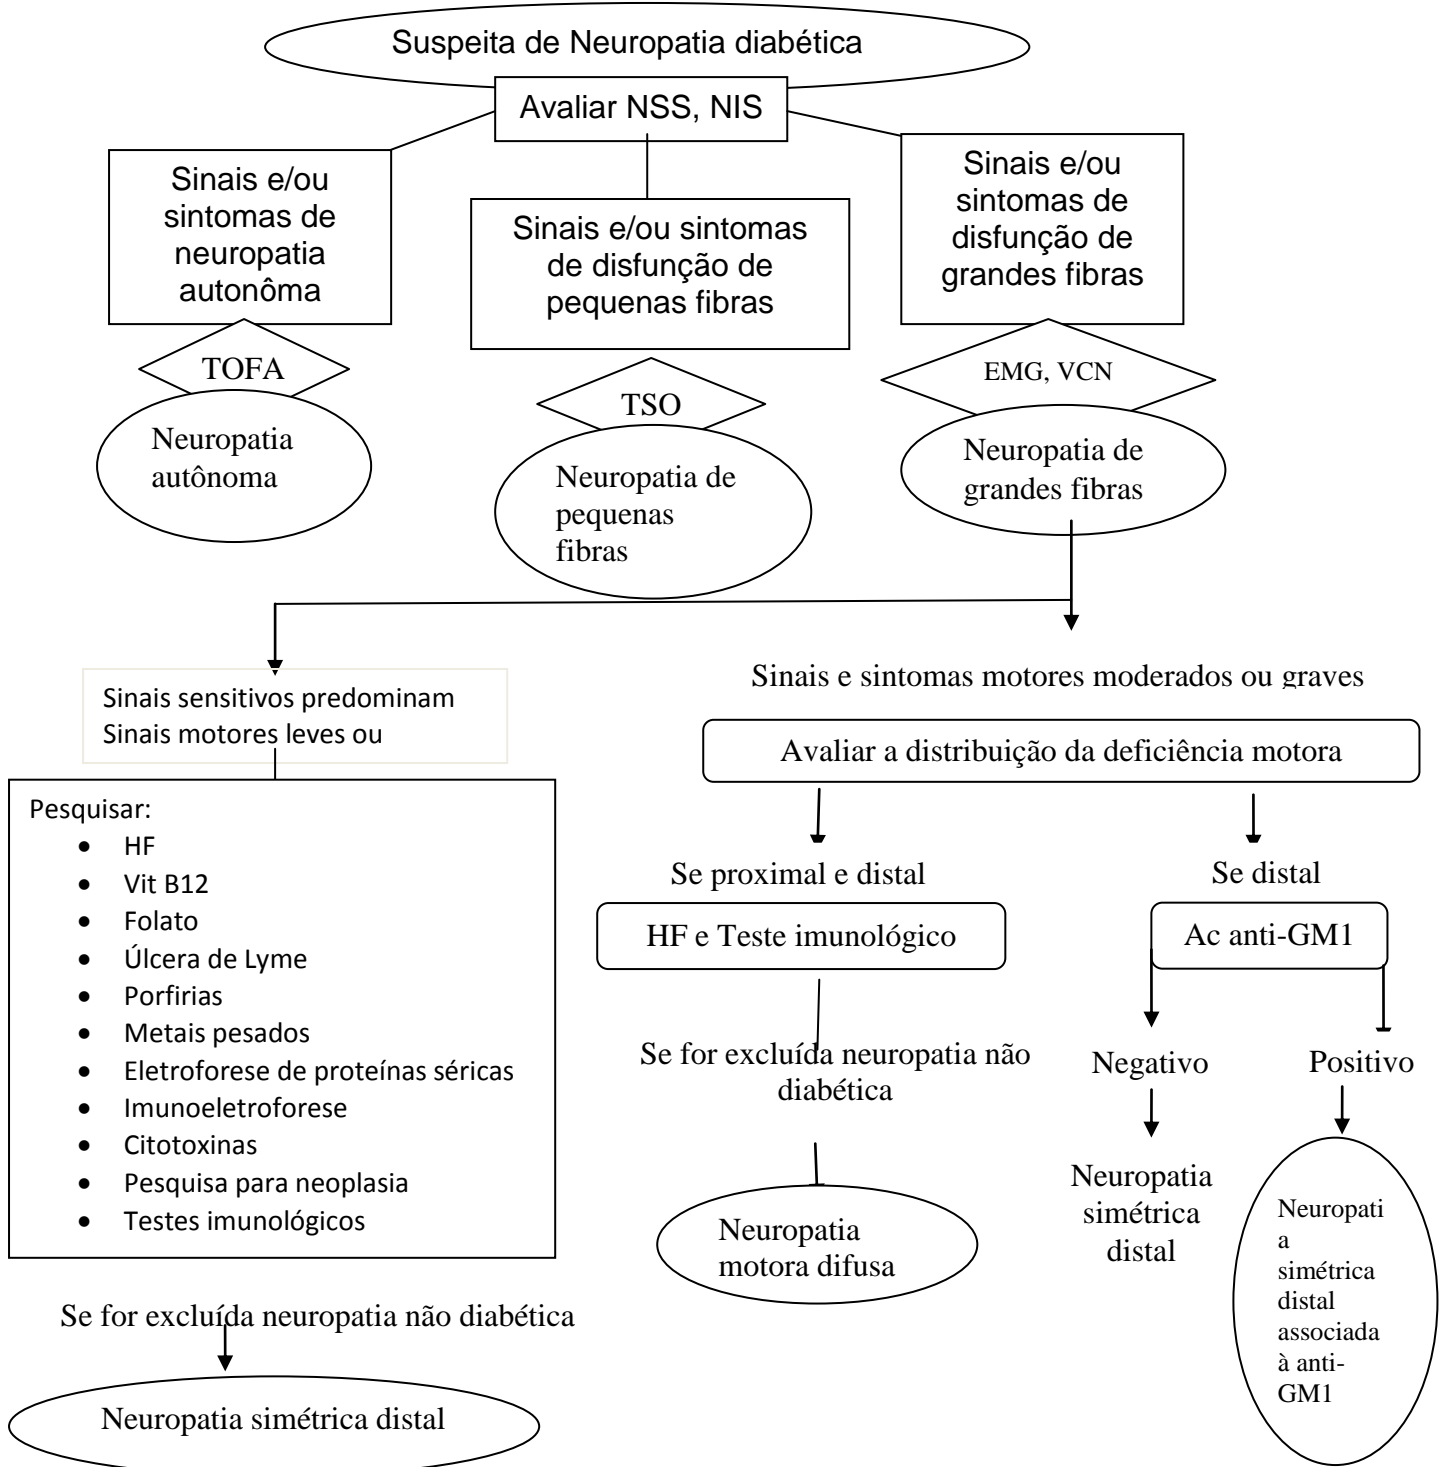 Suspeita de Neuropatia diabética
Avaliar NSS, NIS
Sinais e/ou
sintomas de
neuropatia
autonôma
TOFA
Neuropatia
autônoma
Sinais e/ou sintomas
de disfunção de
pequenas fibras
TSO
Neuropatia de
pequenas
fibras
Sinais e/ou
sintomas de
disfunção de
grandes fibras
EMG, VCN
Neuropatia de
grandes fibras
Sinais sensitivos predominam
Sinais motores leves ou
Pesquisar:
• HF
• Vit B12
• Folato
• Úlcera de Lyme
• Porfirias
• Metais pesados
• Eletroforese de proteínas séricas
• Imunoeletroforese
• Citotoxinas
• Pesquisa para neoplasia
• Testes imunológicos
Se for excluída neuropatia não diabética
Neuropatia simétrica distal
Sinais e sintomas motores moderados ou graves
Avaliar a distribuição da deficiência motora
Se proximal e distal
HF e Teste imunológico
Se for excluída neuropatia não
diabética
Neuropatia
motora difusa
Se distal
Ac anti-GM1
Negativo
Neuropatia
simétrica
distal
Positivo
Neuropati
a
simétrica
distal
associada
à anti-
GM1